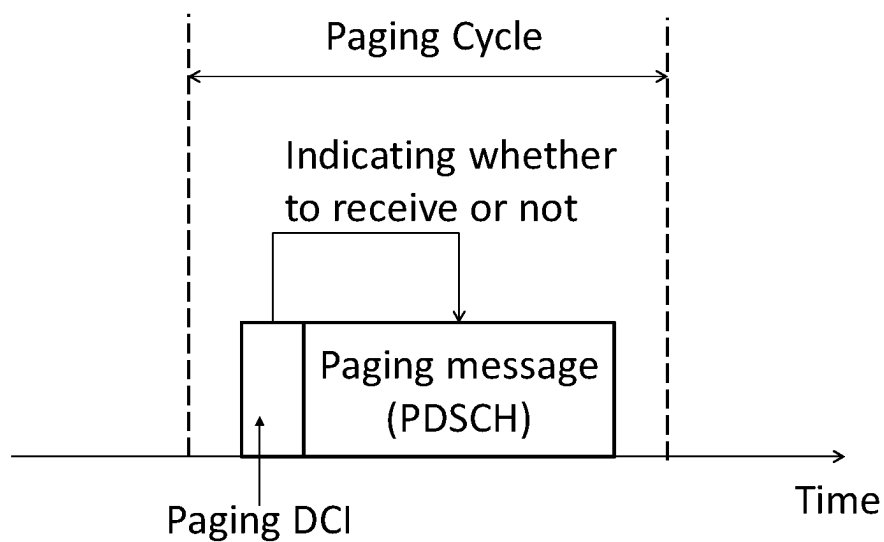 Paging Cycle
Indicating whether
to receive or not
Paging message
(PDSCH)
Time
Paging DCI